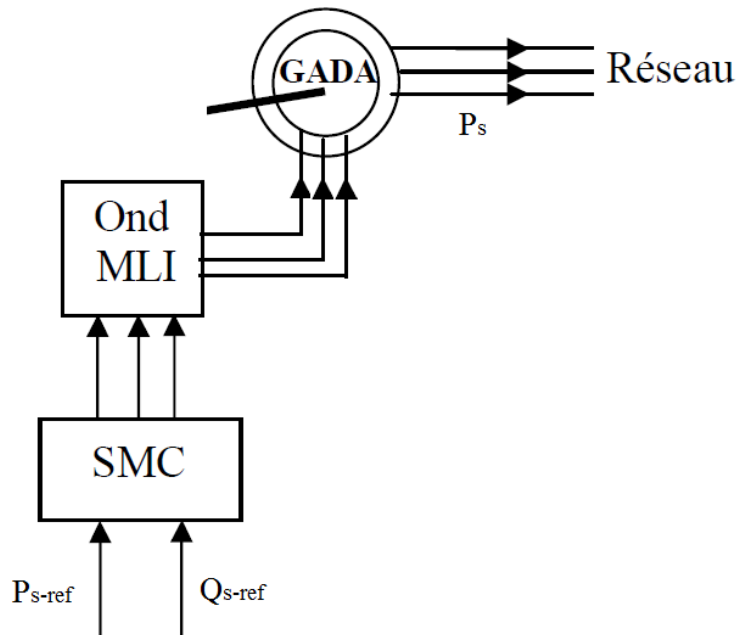 GADA
Réseau
Ps
Ond
MLI
SMC
Ps-ref
Qs-ref